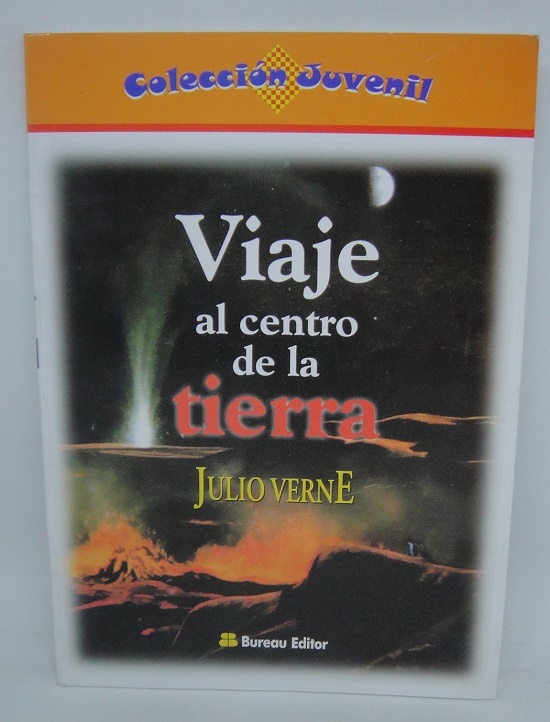 Colección Juvenil
Viaje
al centro
de la
tierra
JULIO VERNE
Bureau Editor